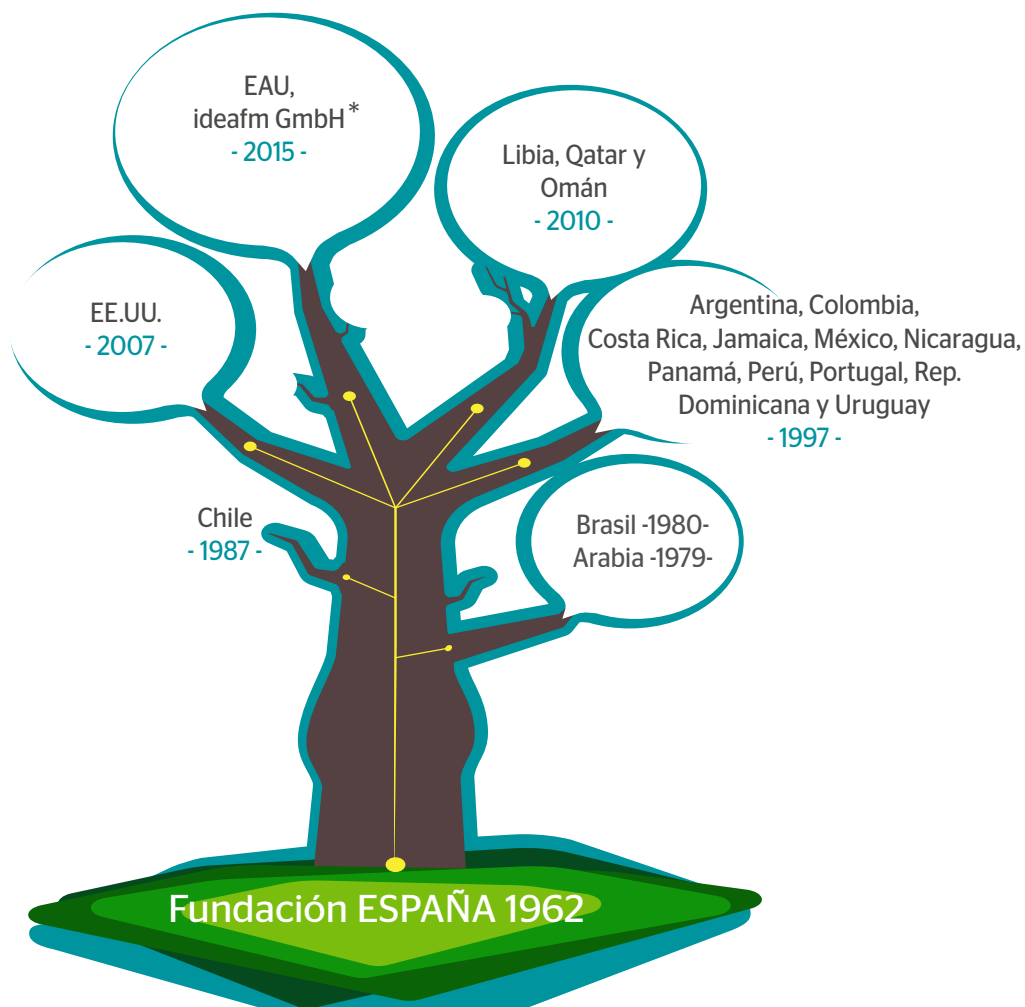 EAU,
ideafm GmbH*
- 2015 -
Libia, Qatar y
Omán
- 2010 -
EE.UU.
- 2007 -
Argentina, Colombia,
Costa Rica, Jamaica, México, Nicaragua,
Panamá, Perú, Portugal, Rep.
Dominicana y Uruguay
- 1997 -
Chile
- 1987 -
Brasil -1980-
Arabia -1979-
Fundación ESPAÑA 1962